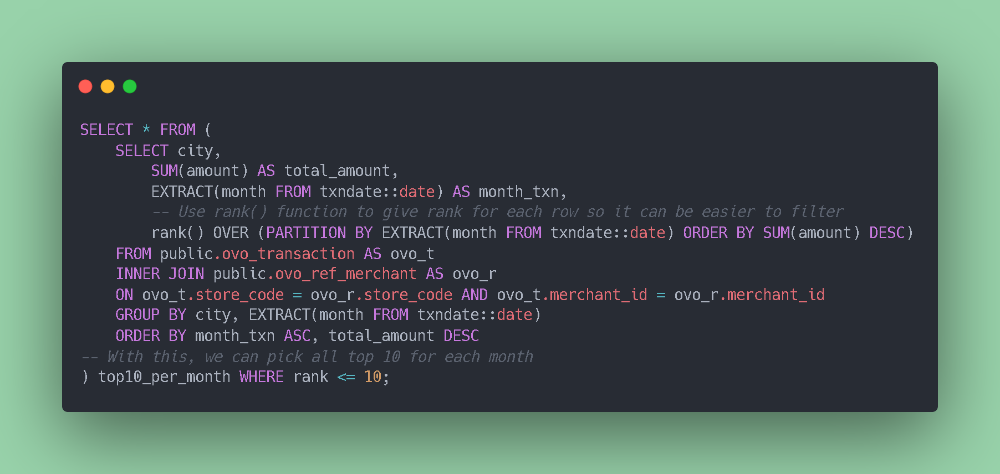 SELECT * FROM (
    SELECT city,
        SUM(amount) AS total_amount,
        EXTRACT(month FROM txndate::date) AS month_txn,
        -- Use rank() function to give rank for each row so it can be easier to filter
        rank() OVER (PARTITION BY EXTRACT(month FROM txndate::date) ORDER BY SUM(amount) DESC)
    FROM public.ovo_transaction AS ovo_t
    INNER JOIN public.ovo_ref_merchant AS ovo_r
    ON ovo_t.store_code = ovo_r.store_code AND ovo_t.merchant_id = ovo_r.merchant_id
    GROUP BY city, EXTRACT(month FROM txndate::date)
    ORDER BY month_txn ASC, total_amount DESC
-- With this, we can pick all top 10 for each month
) top10_per_month WHERE rank <= 10;